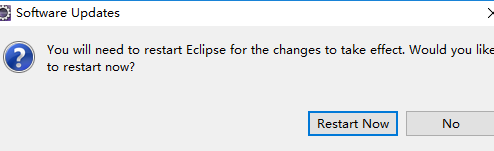 Software Updates
You will need to restart Eclipse for the changes to take effect. Would you like
to restart now?
Restart Now
No